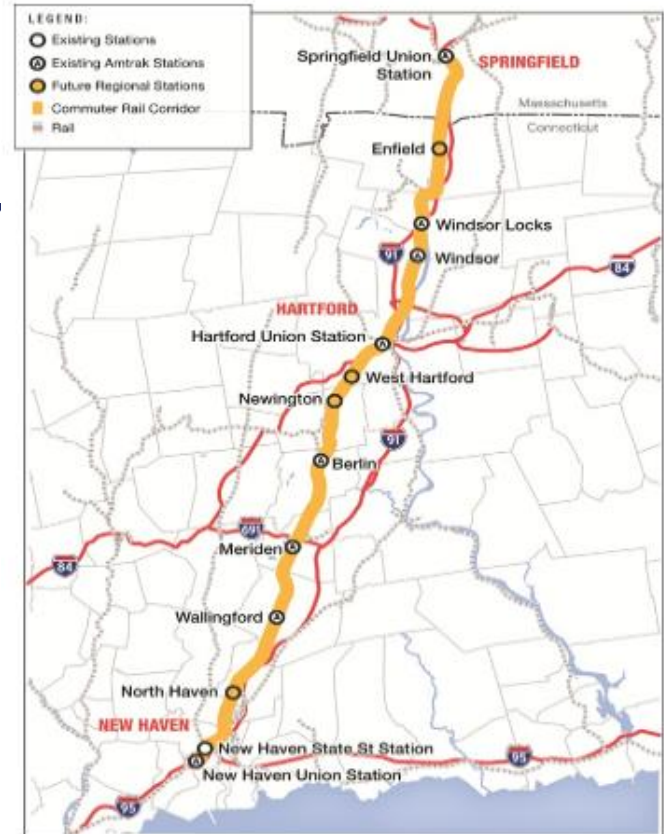 LEGEND:
Existing Stations
Existing Amtrak Stations
Future Regional Stations
Commuter Rail Corridor
Rail
Springfield Union
Station
SPRINGFIELD
Massachusetts
Connecticut
Enfield
Windsor Locks
91
Windsor
84
HARTFORD
Hartford Union Station
West Hartford
Newington
91
Berlin
691
Meriden
84
Wallingford
North Haven
NEW HAVEN
New Haven State St Station
95
New Haven Union Station
95